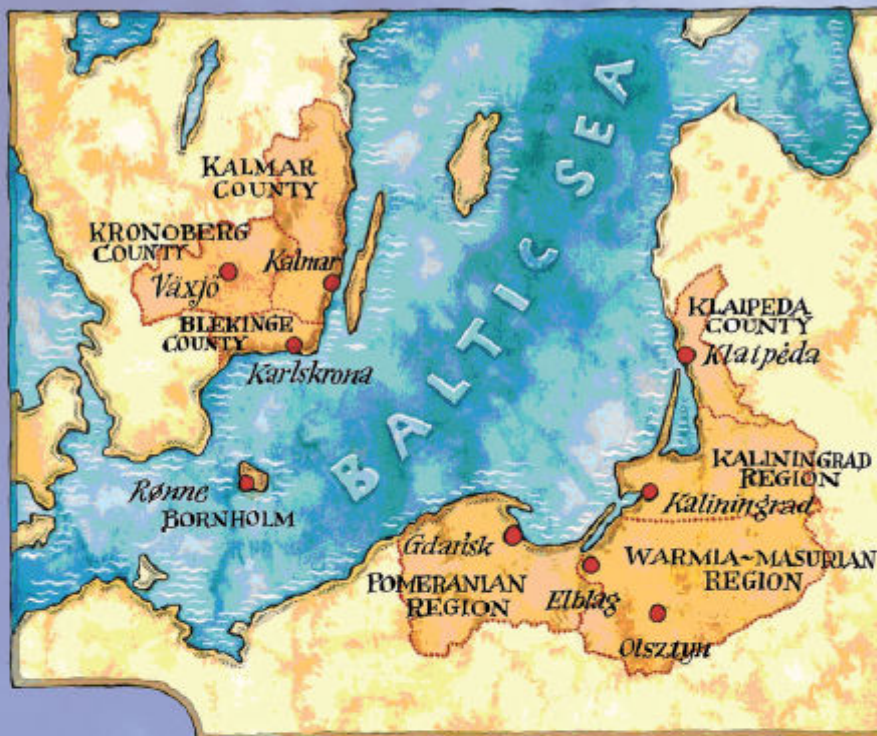 BALTIC SEA
KALMAR
COUNTY
KRONOBERG
COUNTY
Växjö
Kalmar
BLEKINGE
COUNTY
Karlskrona
KLAIPEDA
COUNTY
Klaipėda
Rønne
BORNHOLM
KALININGRAD
REGION
Kaliningrad
Gdańsk
POMERANIAN
REGION
Elbląg
WARMIA~MASURIAN
REGION
Olsztyn